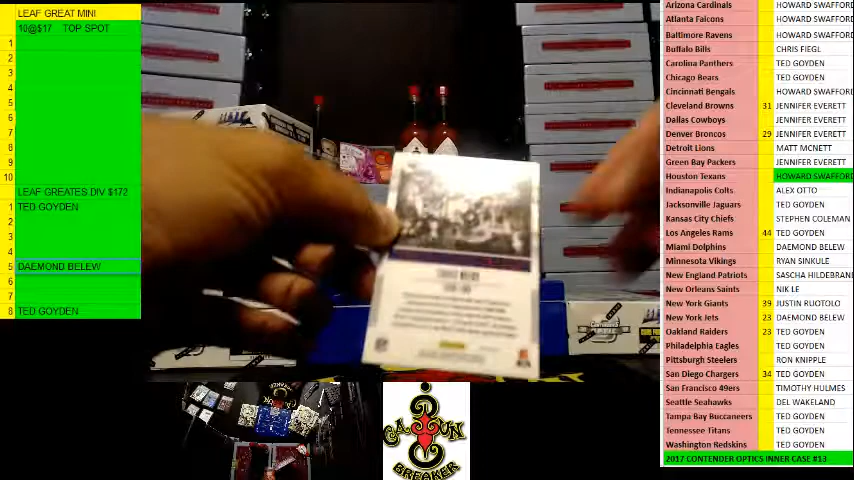 LEAF GREAT MINI
10@$17 TOP SPOT
1
2
3
4
5
6
7
8
9
10
LEAF GREATES DIV $172
1 TED GOYDEN
2
3
4
5 DAEMOND BELEW
6
7
8 TED GOYDEN
CAJUN
BREAKER
Arizona Cardinals HOWARD SWAFFORD
Atlanta Falcons HOWARD SWAFFORD
Baltimore Ravens HOWARD SWAFFORD
Buffalo Bills CHRIS FIEGL
Carolina Panthers TED GOYDEN
Chicago Bears TED GOYDEN
Cincinnati Bengals HOWARD SWAFFORD
Cleveland Browns 31 JENNIFER EVERETT
Dallas Cowboys JENNIFER EVERETT
Denver Broncos 29 JENNIFER EVERETT
Detroit Lions MATT MCNETT
Green Bay Packers JENNIFER EVERETT
Houston Texans HOWARD SWAFFORD
Indianapolis Colts ALEX OTTO
Jacksonville Jaguars TED GOYDEN
Kansas City Chiefs STEPHEN COLEMAN
Los Angeles Rams 44 TED GOYDEN
Miami Dolphins DAEMOND BELEW
Minnesota Vikings RYAN SINKULE
New England Patriots SASCHA HILDEBRAN
New Orleans Saints NIK LE
New York Giants 39 JUSTIN RUOTOLO
New York Jets 23 DAEMOND BELEW
Oakland Raiders 23 TED GOYDEN
Philadelphia Eagles TED GOYDEN
Pittsburgh Steelers RON KNIPPLE
San Diego Chargers 34 TED GOYDEN
San Francisco 49ers TIMOTHY HULMES
Seattle Seahawks DEL WAKELAND
Tampa Bay Buccaneers TED GOYDEN
Tennessee Titans TED GOYDEN
Washington Redskins TED GOYDEN
2017 CONTENDER OPTICS INNER CASE #13